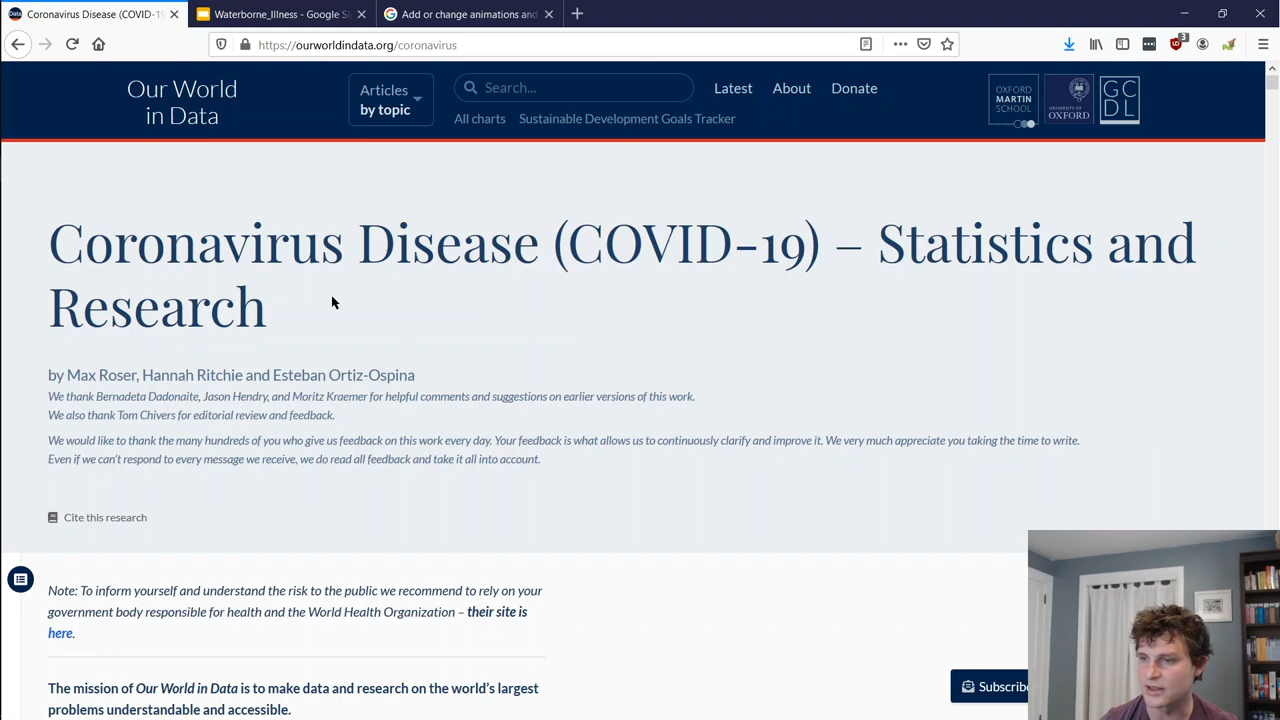 Coronavirus Disease (COVID-19
Waterborne_Illness - Google Sl
Add or change animations and
https://ourworldindata.org/coronavirus
3
Our World
in Data
Articles
by topic
Search...
Latest
About
Donate
All charts
Sustainable Development Goals Tracker
OXFORD
MARTIN
SCHOOL
UNIVERSITY OF
OXFORD
GC
DL
Coronavirus Disease (COVID-19) – Statistics and
Research
by Max Roser, Hannah Ritchie and Esteban Ortiz-Ospina
We thank Bernadeta Dadonaite, Jason Hendry, and Moritz Kraemer for helpful comments and suggestions on earlier versions of this work.
We also thank Tom Chivers for editorial review and feedback.
We would like to thank the many hundreds of you who give us feedback on this work every day. Your feedback is what allows us to continuously clarify and improve it. We very much appreciate you taking the time to write.
Even if we can't respond to every message we receive, we do read all feedback and take it all into account.
Cite this research
Note: To inform yourself and understand the risk to the public we recommend to rely on your
government body responsible for health and the World Health Organization – their site is
here.
The mission of Our World in Data is to make data and research on the world's largest
problems understandable and accessible.
Subscribe